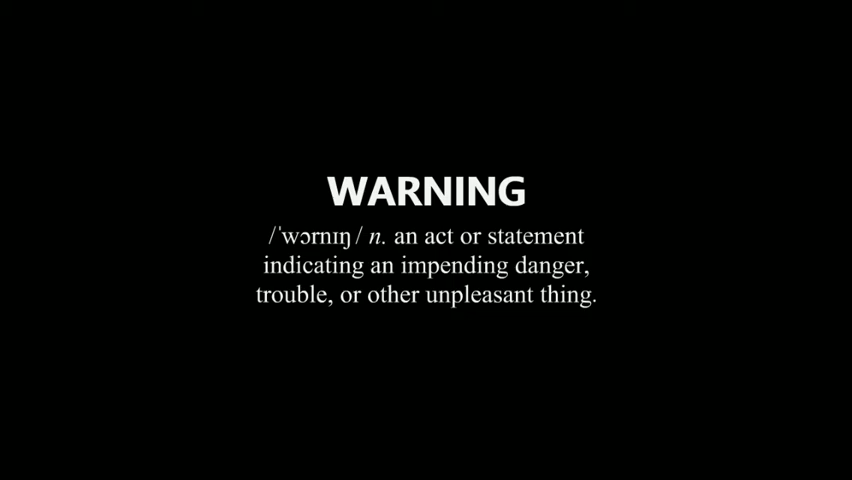 WARNING
/ˈwɔrnɪŋ/ n. an act or statement
indicating an impending danger,
trouble, or other unpleasant thing.